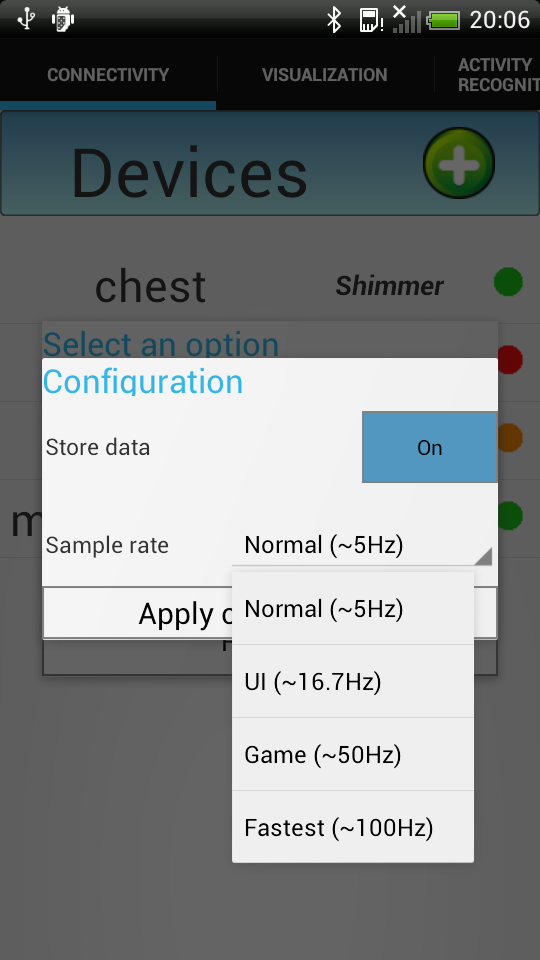 20:06
CONNECTIVITY
VISUALIZATION
ACTIVITY
RECOGNIT
Devices
chest
Shimmer
Select an option
Configuration
Store data
On
m
Sample rate
Normal (~5Hz)
Apply c
Normal (~5Hz)
UI (~16.7Hz)
Game (~50Hz)
Fastest (~100Hz)